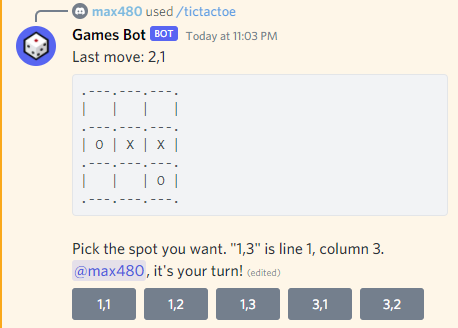 max480 used /tictactoe
Games Bot BOT Today at 11:03 PM
Last move: 2,1
.---.---.---.
|   |   |   |
.---.---.---.
| O | X | X |
.---.---.---.
|   |   | O |
.---.---.---.
Pick the spot you want. "1,3" is line 1, column 3.
@max480, it's your turn! (edited)
1,1 1,2 1,3 3,1 3,2